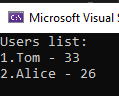 Microsoft Visual S
Users list:
1.Tom - 33
2.Alice - 26